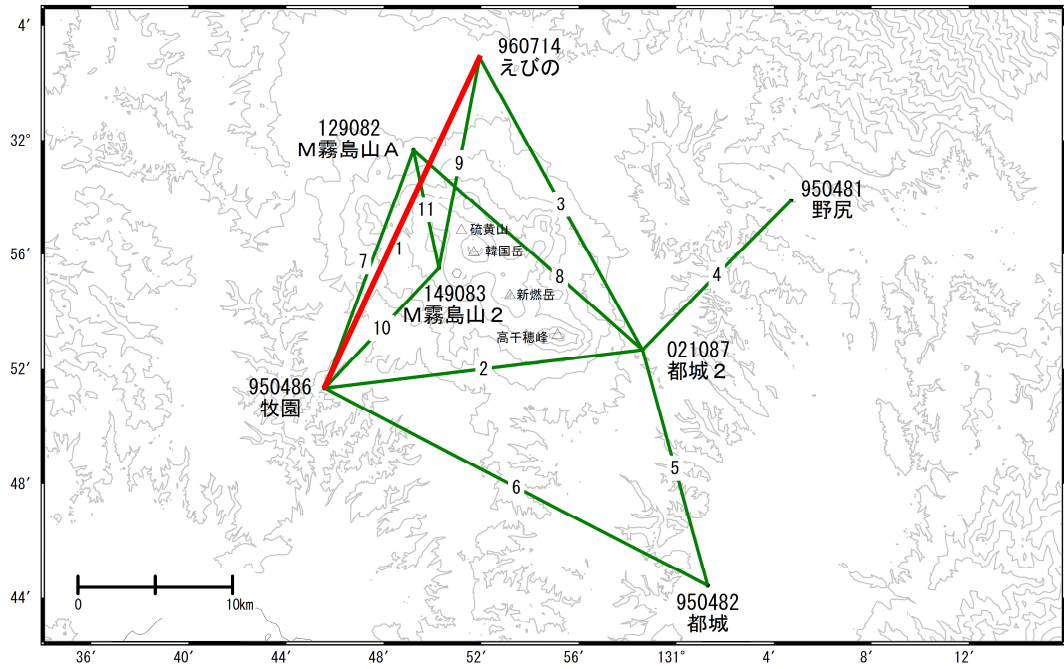 4′
960714
えびの
129082
M霧島山A
32°
9
950481
野尻
11
3
硫黄山
56′
1
韓国岳
7
8
4
149083
新燃岳
M霧島山2
10
高千穂峰
021087
都城2
52′
2
950486
牧園
5
48′
6
44′
0
10km
950482
都城
36′
40′
44′
48′
52′
56′
131°
4′
8′
12′